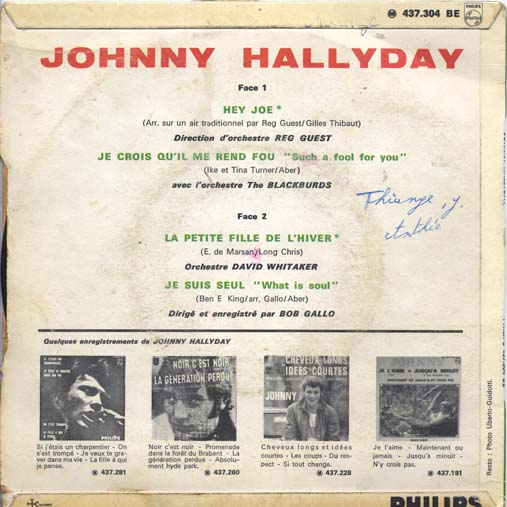 Ⓜ 437.304 BE
PHILIPS
JOHNNY HALLYDAY
Face 1
HEY JOE *
(Arr. sur un air traditionnel par Reg Guest/Gilles Thibaut)
Direction d'orchestre REG GUEST
JE CROIS QU'IL ME REND FOU "Such a fool for you"
(Ike et Tina Turner/Aber)
avec l'orchestre The BLACKBURDS
Face 2
LA PETITE FILLE DE L'HIVER *
(E. de Marsan/Long Chris)
Orchestre DAVID WHITAKER
JE SUIS SEUL "What is soul"
(Ben E King/arr, Gallo/Aber)
Dirigé et enregistré par BOB GALLO
Quelques enregistrements de JOHNNY HALLYDAY
PHILIPS
Si j'étais un charpentier - On
s'est trompé - Je veux te gra-
ver dans ma vie - La fille à qui
je pense.
Ⓜ 437.281
NOIR C'EST NOIR
LA GÉNÉRATION PERDUE
Noir c'est noir - Promenade
dans la forêt du Brabant - La
génération perdue - Absolu-
ment hyde park.
Ⓜ 437.260
CHEVEUX LONGS
IDÉES COURTES
JOHNNY
Cheveux longs et idées
courtes - Les coups - Du res-
pect - Si tout change.
Ⓜ 437.228
JOHNNY
JE L'AIME • JUSQU'A MINUIT
Je l'aime - Maintenant ou
jamais - Jusqu'à minuit -
N'y crois pas.
Ⓜ 437.191
Recto : Photo Uberto-Guidotti.
PHILIPS